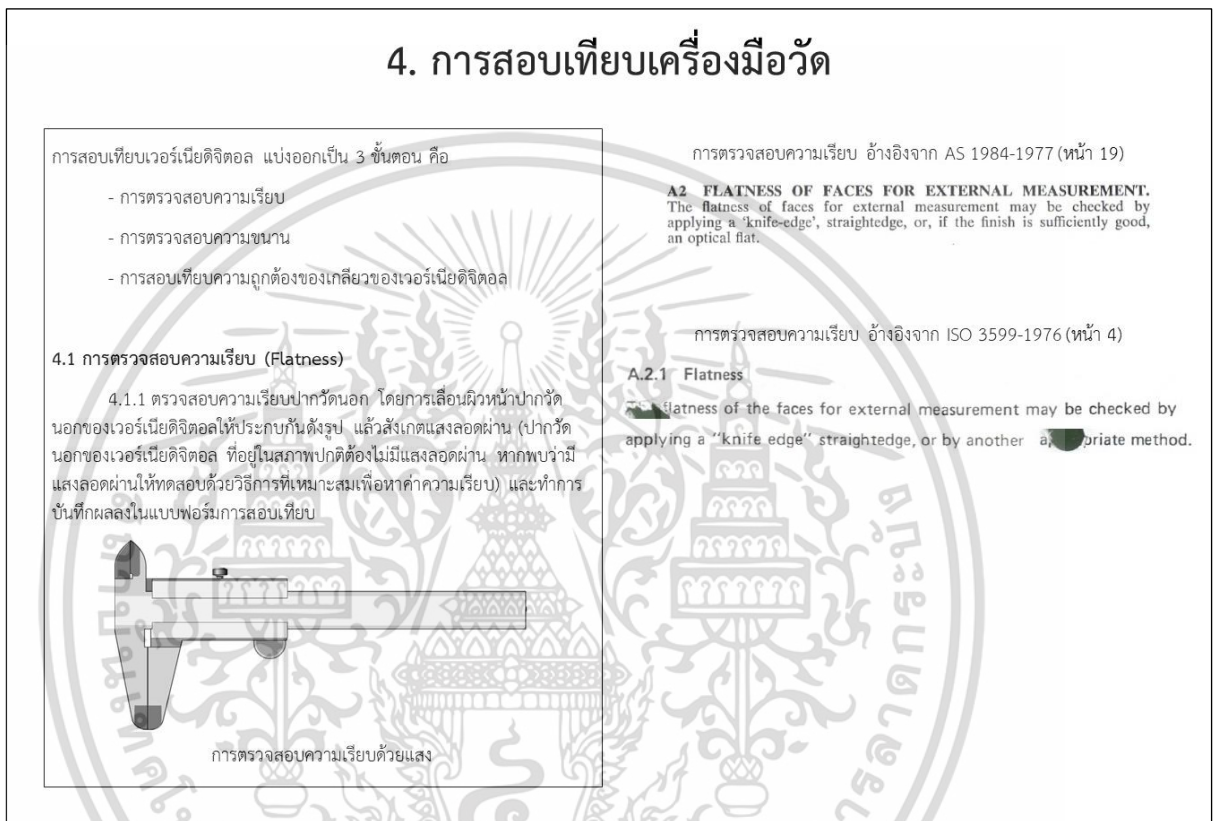 4. การสอบเทียบเครื่องมือวัด
การสอบเทียบเวอร์เนียดิจิตอล แบ่งออกเป็น 3 ขั้นตอน คือ
- การตรวจสอบความเรียบ
- การตรวจสอบความขนาน
- การสอบเทียบความถูกต้องของเกลียวของเวอร์เนียดิจิตอล
4.1 การตรวจสอบความเรียบ (Flatness)
4.1.1 ตรวจสอบความเรียบปากวัดนอก โดยการเลื่อนผิวหน้าปากวัด
นอกของเวอร์เนียดิจิตอลให้ประกบกันดังรูป แล้วสังเกตแสงลอดผ่าน (ปากวัด
นอกของเวอร์เนียดิจิตอล ที่อยู่ในสภาพปกติต้องไม่มีแสงลอดผ่าน หากพบว่ามี
แสงลอดผ่านให้ทดสอบด้วยวิธีการที่เหมาะสมเพื่อหาค่าความเรียบ) และทำการ
บันทึกผลลงในแบบฟอร์มการสอบเทียบ
การตรวจสอบความเรียบด้วยแสง
การตรวจสอบความเรียบ อ้างอิงจาก AS 1984-1977 (หน้า 19)
A2 FLATNESS OF FACES FOR EXTERNAL MEASUREMENT.
The flatness of faces for external measurement may be checked by
applying a ‘knife-edge’, straightedge, or, if the finish is sufficiently good,
an optical flat.
การตรวจสอบความเรียบ อ้างอิงจาก ISO 3599-1976 (หน้า 4)
A.2.1 Flatness
flatness of the faces for external measurement may be checked by
applying a “knife edge” straightedge, or by another method.